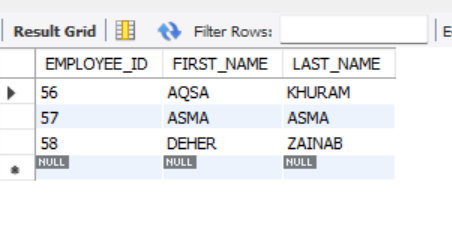 Result Grid Filter Rows: E
EMPLOYEE_ID FIRST_NAME LAST_NAME
56 AQSA KHURAM
57 ASMA ASMA
58 DEHER ZAINAB
NULL NULL NULL